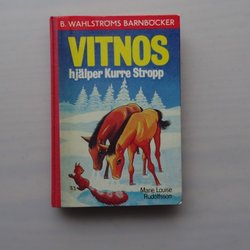 B. WAHLSTRÖMS BARNBÖCKER
VITNOS
hjälper Kurre Stropp
Marie Louise
Rudolfsson